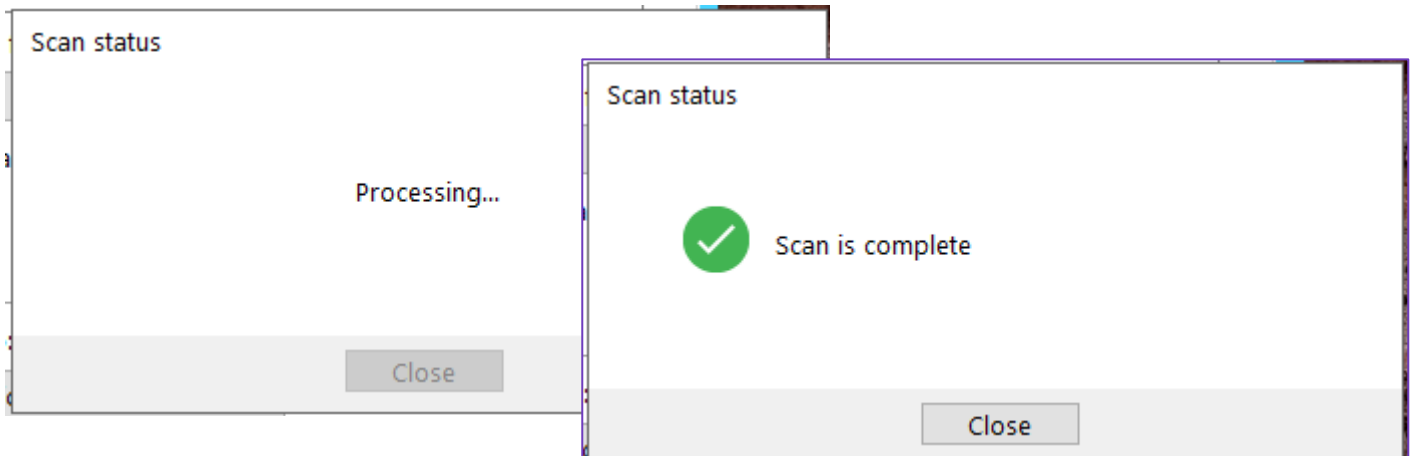 Scan status
Processing...
Close
Scan status
Scan is complete
Close